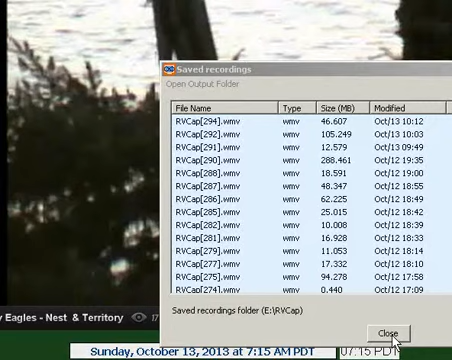 Saved recordings
Open Output Folder
File Name Type Size (MB) Modified
RVCap[294].wmv wmv 46.607 Oct/13 10:12
RVCap[292].wmv wmv 105.249 Oct/13 10:03
RVCap[291].wmv wmv 12.579 Oct/13 09:49
RVCap[290].wmv wmv 288.461 Oct/12 19:35
RVCap[288].wmv wmv 18.591 Oct/12 19:00
RVCap[287].wmv wmv 48.347 Oct/12 18:55
RVCap[286].wmv wmv 62.225 Oct/12 18:49
RVCap[285].wmv wmv 25.015 Oct/12 18:42
RVCap[282].wmv wmv 10.008 Oct/12 18:39
RVCap[281].wmv wmv 16.928 Oct/12 18:33
RVCap[279].wmv wmv 11.053 Oct/12 18:14
RVCap[277].wmv wmv 17.332 Oct/12 18:10
RVCap[275].wmv wmv 94.278 Oct/12 17:58
RVCap[274].wmv wmv 0.440 Oct/12 17:09
Saved recordings folder (E:\RVCap)
y Eagles - Nest & Territory 17
Close
Sunday, October 13, 2013 at 7:15 AM PDT 07:15 PDT